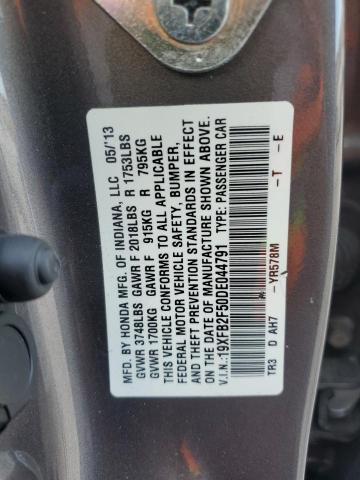 MFD. BY HONDA MFG. OF INDIANA, LLC 05/'13
GVWR 3748LBS GAWR F 2018LBS R 1753LBS
GVWR 1700KG GAWR F 915KG R 795KG
THIS VEHICLE CONFORMS TO ALL APPLICABLE
FEDERAL MOTOR VEHICLE SAFETY, BUMPER,
AND THEFT PREVENTION STANDARDS IN EFFECT
ON THE DATE OF MANUFACTURE SHOWN ABOVE.
V.I.N.:19XFB2F50DE044791 TYPE: PASSENGER CAR
TR3 D AH7 -YR578M -T -E